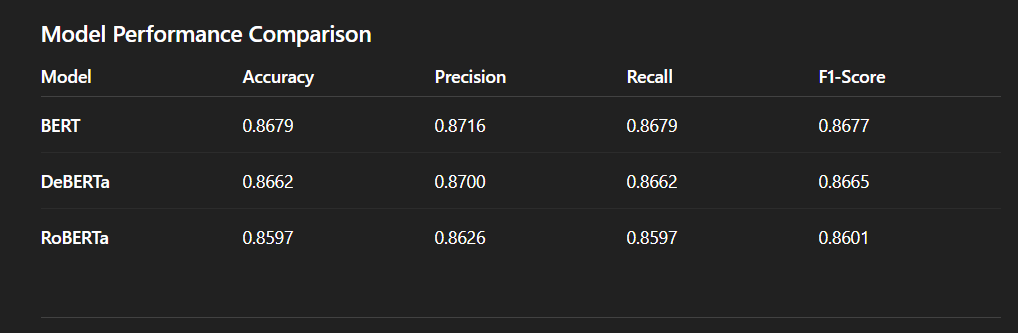 Model Performance Comparison
Model Accuracy Precision Recall F1-Score
BERT 0.8679 0.8716 0.8679 0.8677
DeBERTa 0.8662 0.8700 0.8662 0.8665
RoBERTa 0.8597 0.8626 0.8597 0.8601